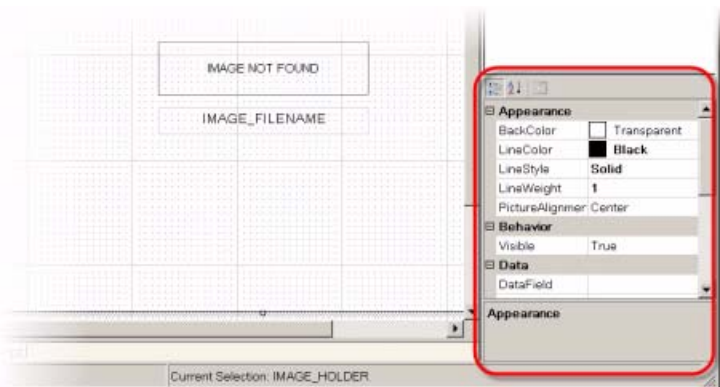 IMAGE NOT FOUND
IMAGE_FILENAME
Appearance
BackColor Transparent
LineColor Black
LineStyle Solid
LineWeight 1
PictureAlignmer Center
Behavior
Visible True
Data
DataField
Appearance
Current Selection: IMAGE_HOLDER